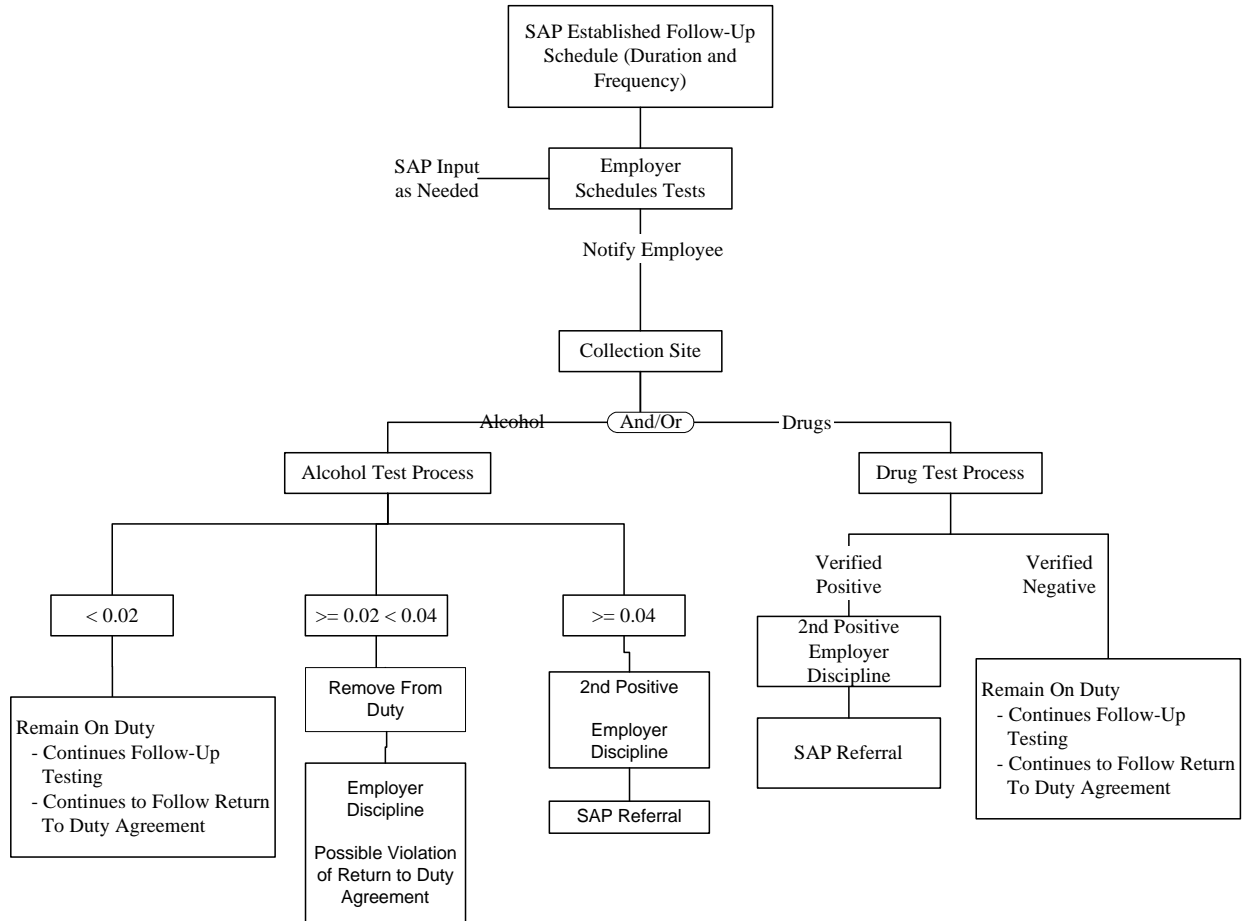 SAP Established Follow-Up
Schedule (Duration and
Frequency)
SAP Input
as Needed
Employer
Schedules Tests
Notify Employee
Collection Site
Alcohol
And/Or
Drugs
Alcohol Test Process
Drug Test Process
Verified
Positive
Verified
Negative
< 0.02
>= 0.02 < 0.04
>= 0.04
2nd Positive
Employer
Discipline
Remove From
Duty
2nd Positive
Employer
Discipline
Remain On Duty
- Continues Follow-Up
Testing
- Continues to Follow Return
To Duty Agreement
SAP Referral
Remain On Duty
- Continues Follow-Up
Testing
- Continues to Follow Return
To Duty Agreement
Employer
Discipline
Possible Violation
of Return to Duty
Agreement
SAP Referral